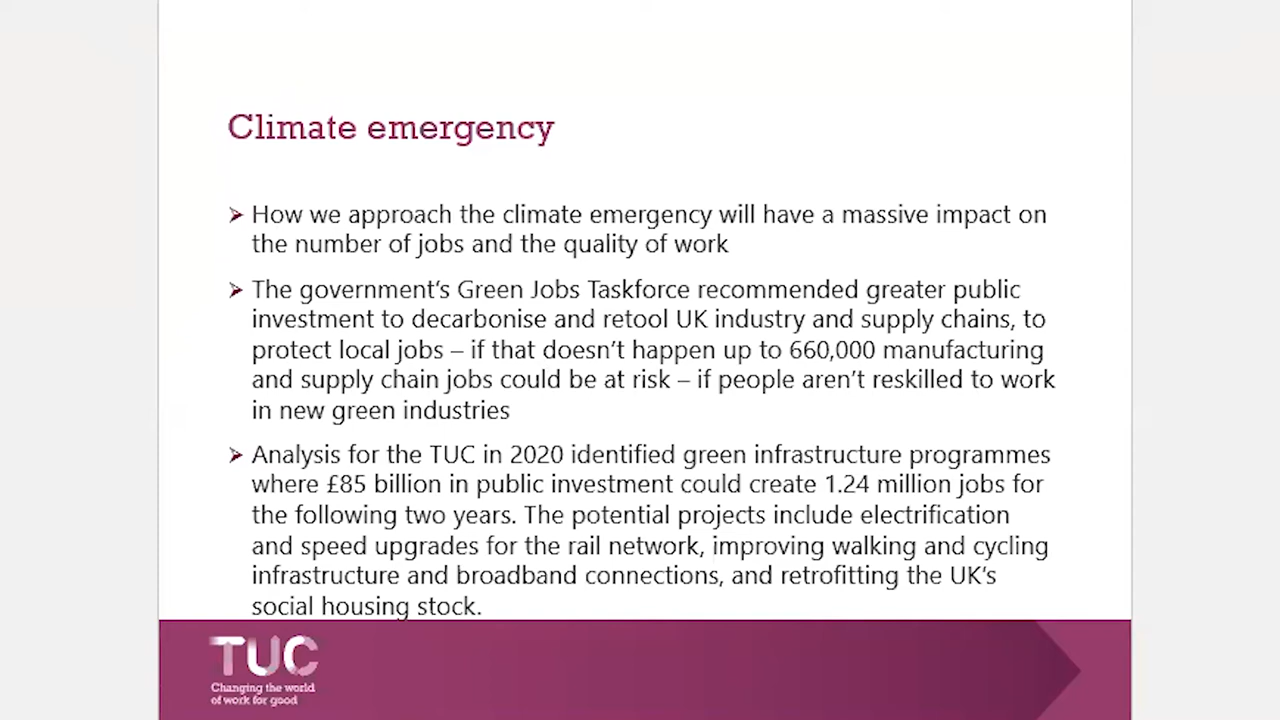 Climate emergency
How we approach the climate emergency will have a massive impact on
the number of jobs and the quality of work
The government's Green Jobs Taskforce recommended greater public
investment to decarbonise and retool UK industry and supply chains, to
protect local jobs – if that doesn't happen up to 660,000 manufacturing
and supply chain jobs could be at risk – if people aren't reskilled to work
in new green industries
Analysis for the TUC in 2020 identified green infrastructure programmes
where £85 billion in public investment could create 1.24 million jobs for
the following two years. The potential projects include electrification
and speed upgrades for the rail network, improving walking and cycling
infrastructure and broadband connections, and retrofitting the UK's
social housing stock.
TUC
Changing the world
of work for good